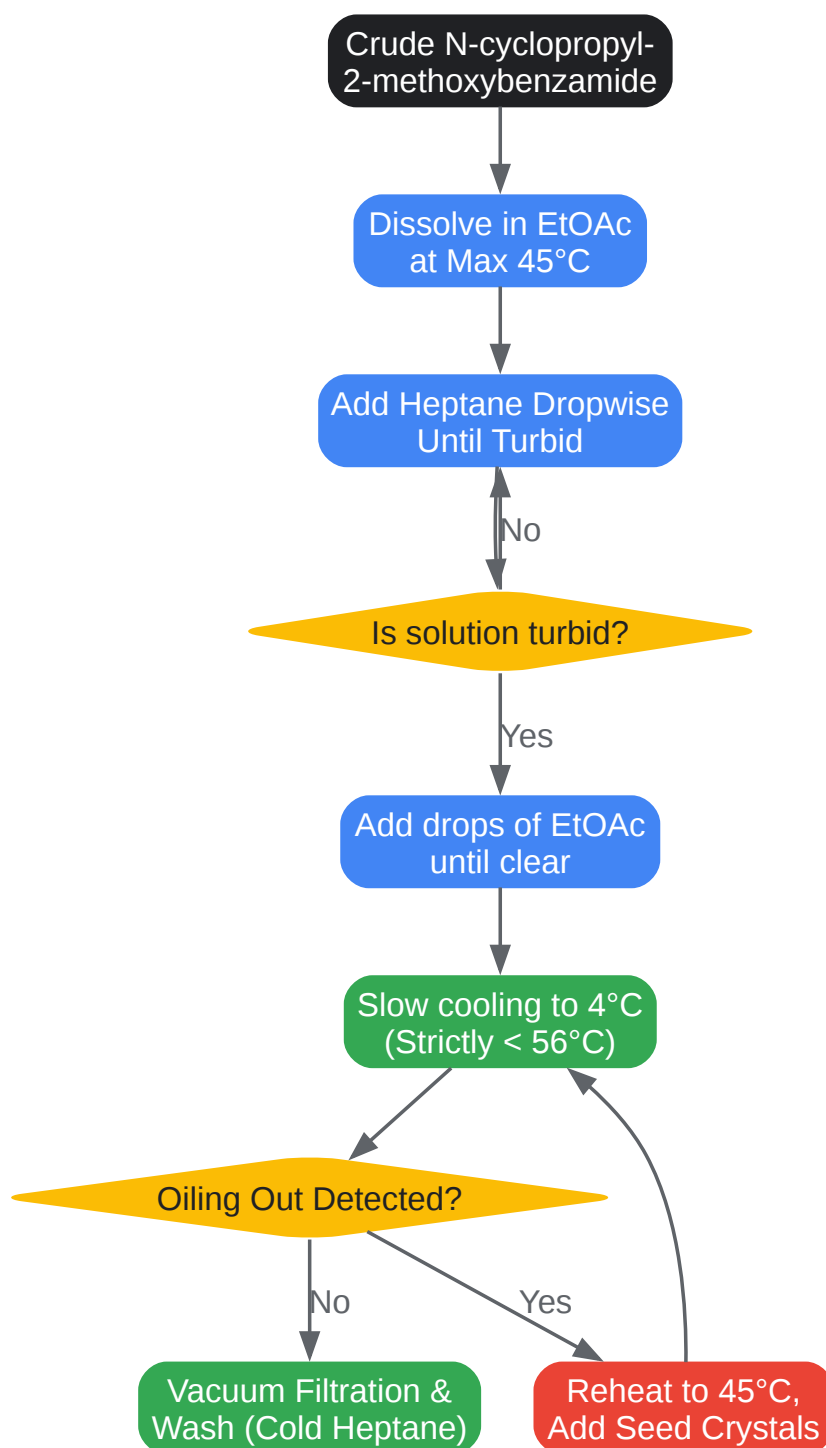 Crude N-cyclopropyl-
2-methoxybenzamide
Dissolve in EtOAc
at Max 45°C
Add Heptane Dropwise
Until Turbid
No
Is solution turbid?
Yes
Add drops of EtOAc
until clear
Slow cooling to 4°C
(Strictly < 56°C)
Oiling Out Detected?
No
Yes
Vacuum Filtration &
Wash (Cold Heptane)
Reheat to 45°C,
Add Seed Crystals